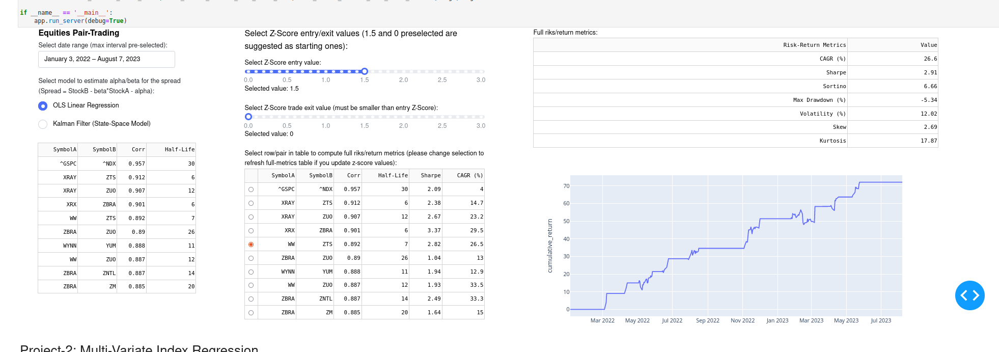 if __name__ == '__main__':
app.run_server(debug=True)
Equities Pair-Trading
Select date range (max interval pre-selected):
January 3, 2022 – August 7, 2023
Select model to estimate alpha/beta for the spread
(Spread = StockB - beta*StockA - alpha):
OLS Linear Regression
Kalman Filter (State-Space Model)
SymbolA SymbolB Corr Half-Life
^GSPC ^NDX 0.957 30
XRAY ZTS 0.912 6
XRAY ZUO 0.907 12
XRX ZBRA 0.901 6
WW ZTS 0.892 7
ZBRA ZUO 0.89 26
WYNN YUM 0.888 11
WW ZUO 0.887 12
ZBRA ZNTL 0.887 14
ZBRA ZM 0.885 20
Select Z-Score entry/exit values (1.5 and 0 preselected are
suggested as starting ones):
Select Z-Score entry value:
0.0 0.5 1.0 1.5 2.0 2.5 3.0
Selected value: 1.5
Select Z-Score trade exit value (must be smaller than entry Z-Score):
0.0 0.5 1.0 1.5 2.0 2.5 3.0
Selected value: 0
Select row/pair in table to compute full riks/return metrics (please change selection to
refresh full-metrics table if you update z-score values):
SymbolA SymbolB Corr Half-Life Sharpe CAGR (%)
^GSPC ^NDX 0.957 30 2.09 4
XRAY ZTS 0.912 6 2.38 14.7
XRAY ZUO 0.907 12 2.67 23.2
XRX ZBRA 0.901 6 3.37 29.5
WW ZTS 0.892 7 2.82 26.5
ZBRA ZUO 0.89 26 1.04 13
WYNN YUM 0.888 11 1.94 12.9
WW ZUO 0.887 12 1.93 33.5
ZBRA ZNTL 0.887 14 2.49 33.3
ZBRA ZM 0.885 20 1.64 15
Full riks/return metrics:
Risk-Return Metrics Value
CAGR (%) 26.6
Sharpe 2.91
Sortino 6.66
Max Drawdown (%) -5.34
Volatility (%) 12.02
Skew 2.69
Kurtosis 17.87
cumulative_return
70
60
50
40
30
20
10
0
Mar 2022 May 2022 Jul 2022 Sep 2022 Nov 2022 Jan 2023 Mar 2023 May 2023 Jul 2023
Project-2: Multi-Variate Index Regression